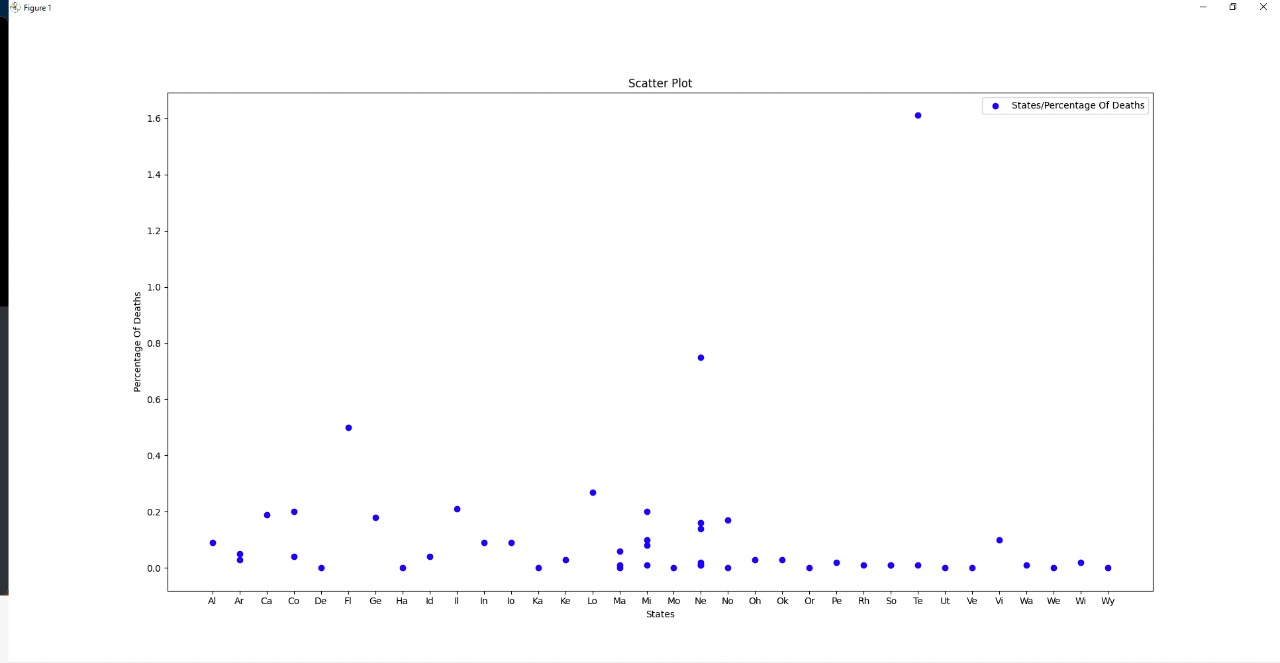 Figure 1
Scatter Plot
States/Percentage Of Deaths
1.6
1.4
1.2
1.0
0.8
0.6
0.4
0.2
0.0
Percentage Of Deaths
Al Ar Ca Co De Fl Ge Ha Id Il In Io Ka Ke Lo Ma Mi Mo Ne No Oh Ok Or Pe Rh So Te Ut Ve Vi Wa We Wi Wy
States